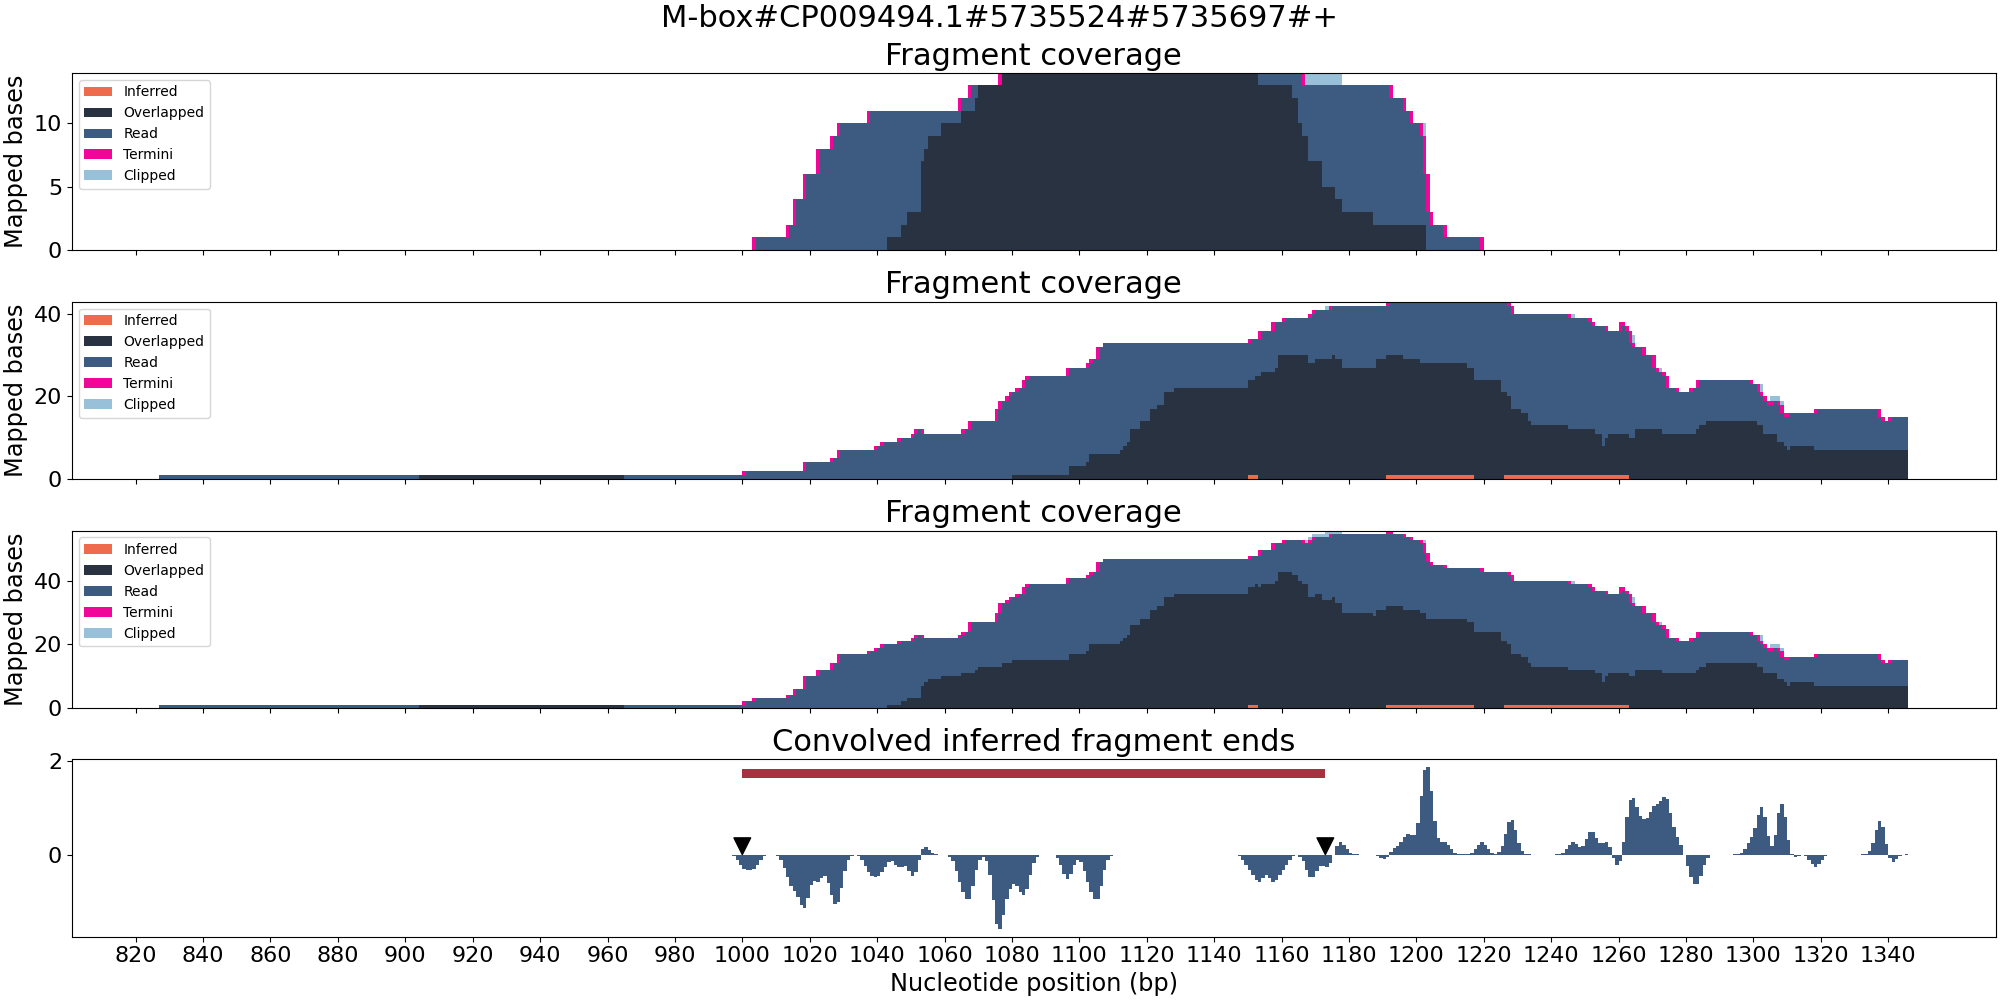 M-box#CP009494.1#5735524#5735697#+
Fragment coverage
Mapped bases
10
5
0
Inferred
Overlapped
Read
Termini
Clipped
Fragment coverage
Mapped bases
40
20
0
Inferred
Overlapped
Read
Termini
Clipped
Fragment coverage
Mapped bases
40
20
0
Inferred
Overlapped
Read
Termini
Clipped
Convolved inferred fragment ends
2
0
820 840 860 880 900 920 940 960 980 1000 1020 1040 1060 1080 1100 1120 1140 1160 1180 1200 1220 1240 1260 1280 1300 1320 1340
Nucleotide position (bp)